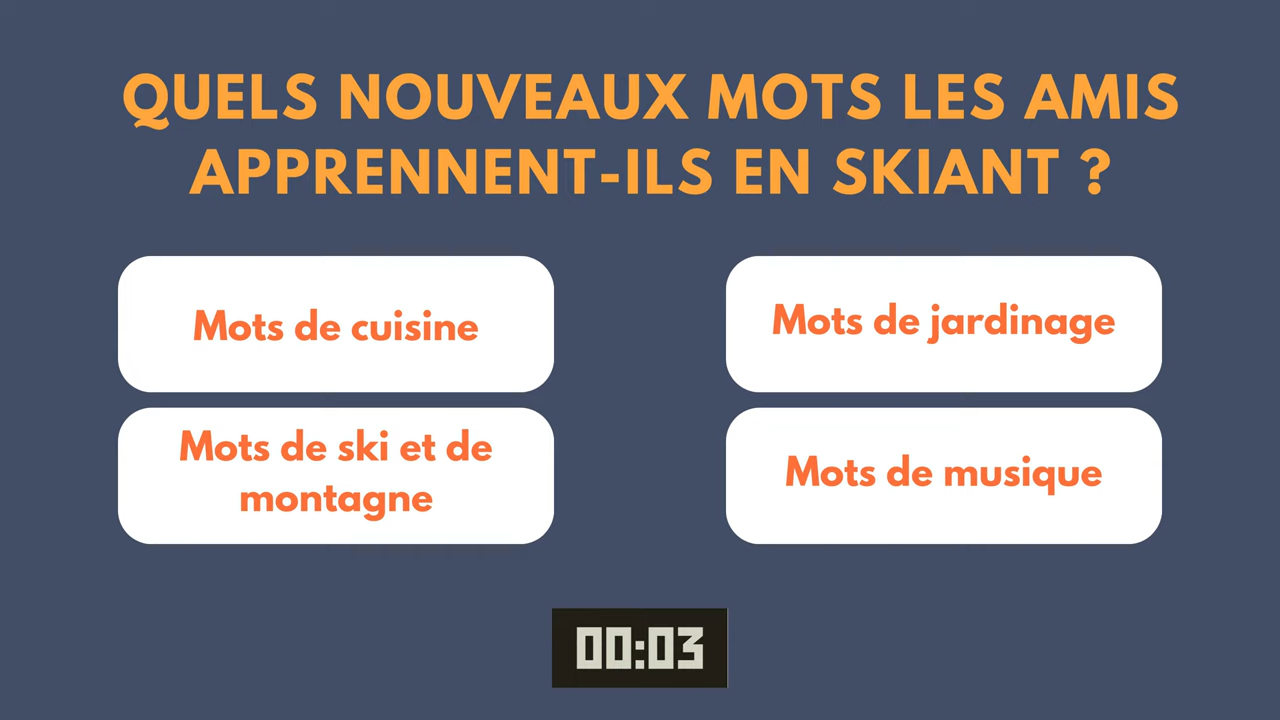 QUELS NOUVEAUX MOTS LES AMIS
APPRENNENT-ILS EN SKIANT ?
Mots de cuisine
Mots de jardinage
Mots de ski et de
montagne
Mots de musique
00:03